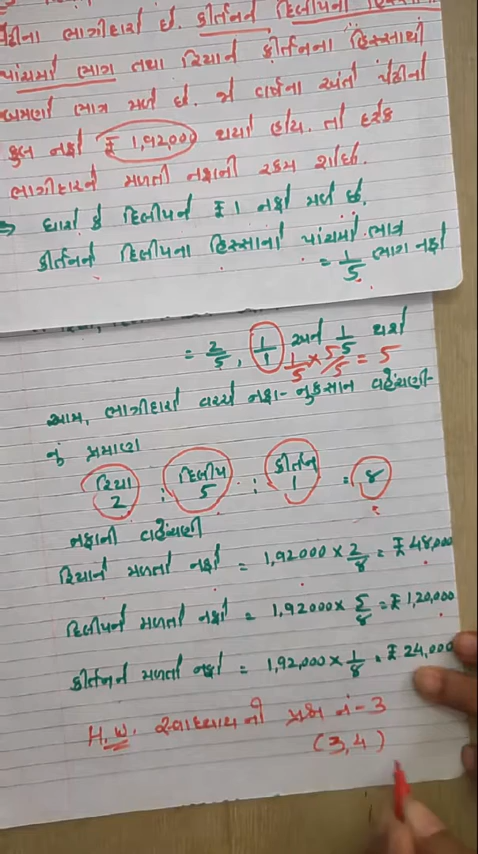 પેઢીના ભાગીદારો છે. કીર્તનને દિલીપના
પાંચમો ભાગ તથા રિયાને કીર્તનના હિસ્સાથી
બમણો ભાગ મળે છે. જો વર્ષના અંતે પેઢીનો
કુલ નફો ₹ 1,92,000 થયો હોય. તો દરેક
ભાગીદારને મળતી નફાની રકમ શોધો.
⇒ ધારો કે દિલીપને ₹ 1 નફો મળે છે.
કીર્તનને દિલીપના હિસ્સાનો પાંચમો ભાગ
= 1/5 ભાગ નફો
= 2/5, 1/1 અને 1/5 થશે
1/5 × 5/5 = 5
આમ, ભાગીદારો વચ્ચે નફા-નુકસાન વહેંચણી-
નું પ્રમાણ
રિયા : દિલીપ : કીર્તન
2 5 1 = 8
નફાની વહેંચણી
રિયાને મળતો નફો = 1,92000 × 2/8 = ₹ 48,000
દિલીપને મળતો નફો = 1,92000 × 5/8 = ₹ 1,20,000
કીર્તનને મળતો નફો = 1,92,000 × 1/8 = ₹ 24,000
H.W. સ્વાધ્યાયની પ્રશ્ન નં-3
(3,4)